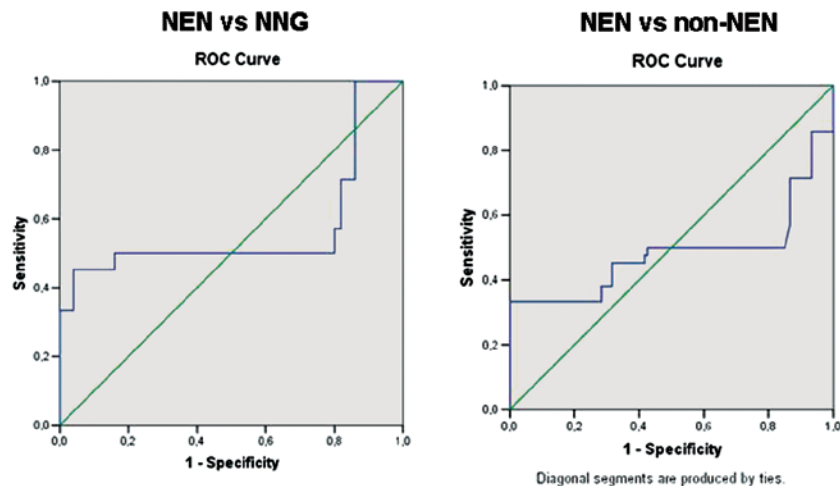 NEN vs NNG
ROC Curve
1,0
0,8
0,6
0,4
0,2
0,0
Sensitivity
0,0
0,2
0,4
0,6
0,8
1,0
1 - Specificity
NEN vs non-NEN
ROC Curve
1,0
0,8
0,6
0,4
0,2
0,0
Sensitivity
0,0
0,2
0,4
0,6
0,8
1,0
1 - Specificity
Diagonal segments are produced by ties.